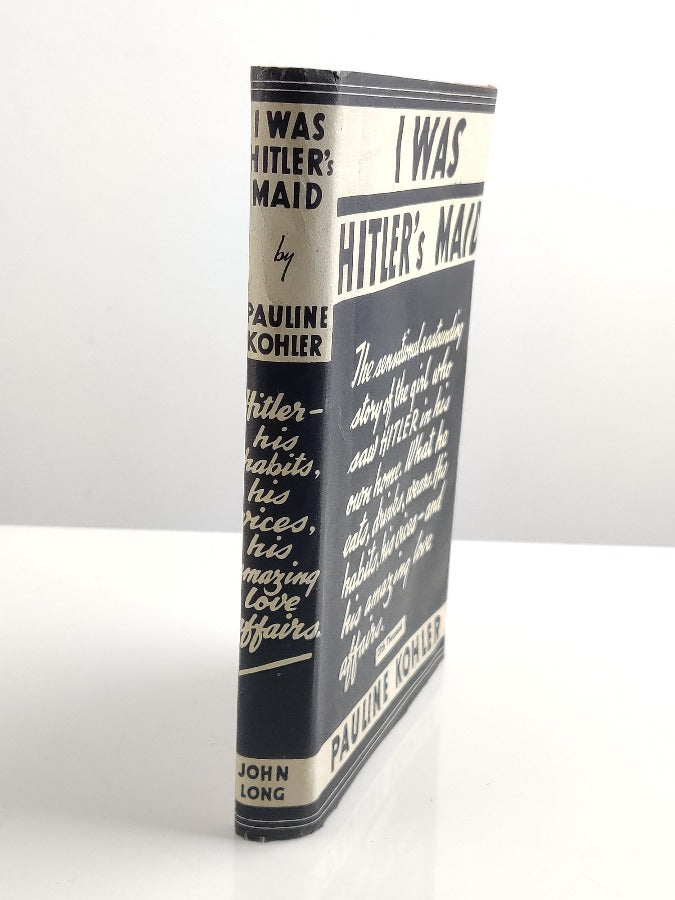 I WAS
HITLER's
MAID
by
PAULINE
KOHLER
Hitler—
his
habits,
his
vices,
his
amazing
love
affairs.
JOHN
LONG
I WAS
HITLER's MAID
The sensational & astounding
story of the girl who
saw HITLER in his
own home. What he
eats, drinks, wears. His
habits, his vices—and
his amazing love
affairs.
PAULINE KOHLER